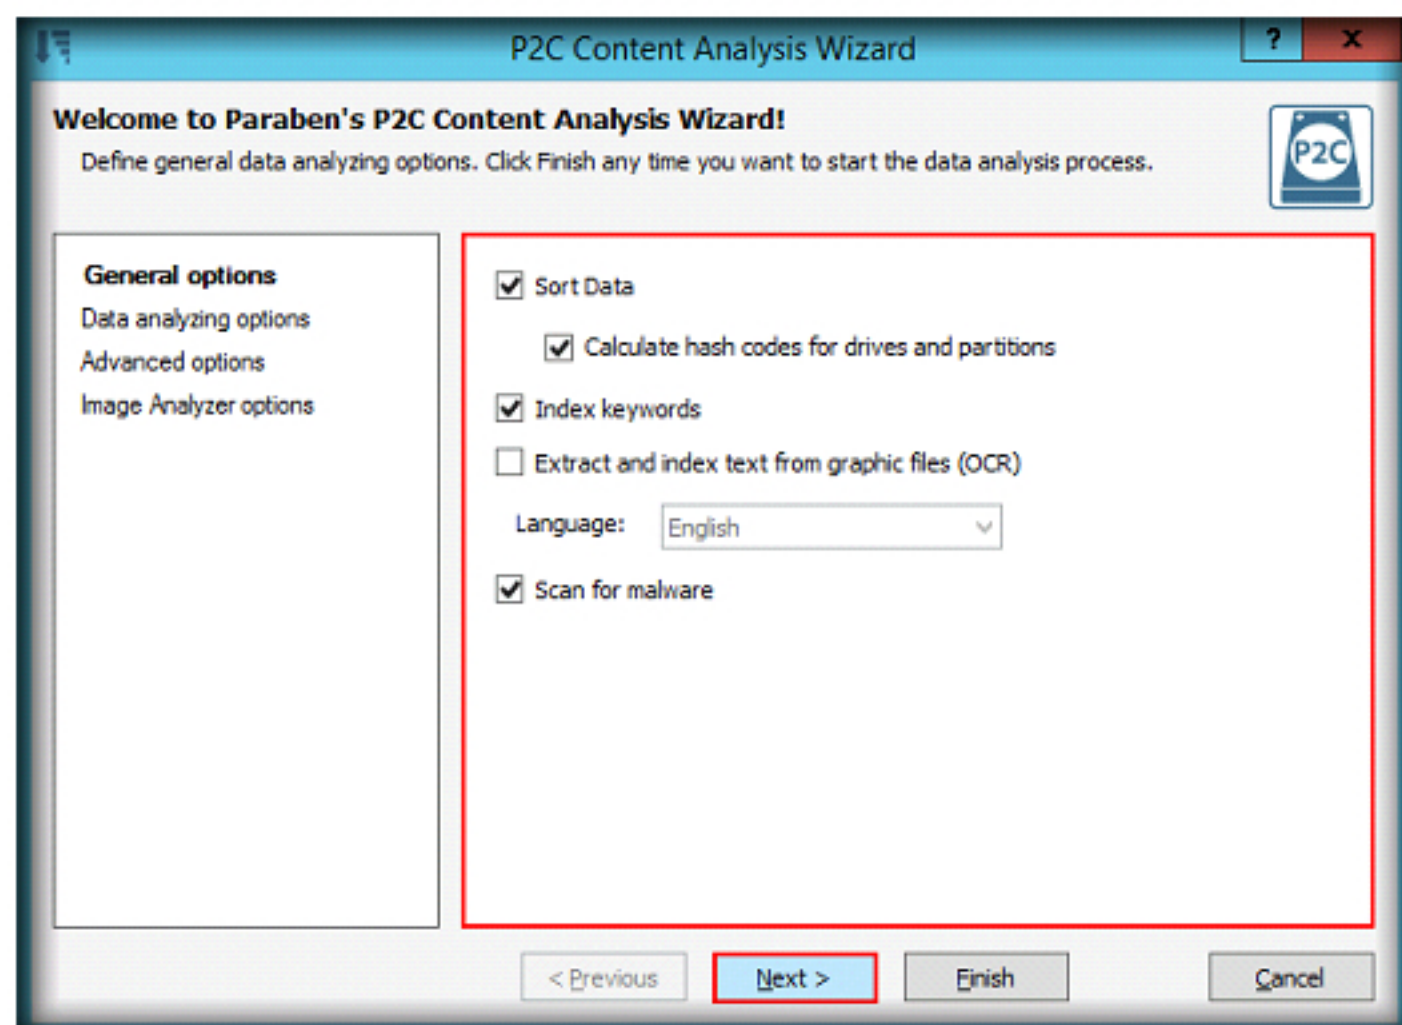 P2C Content Analysis Wizard
?
x
Welcome to Paraben's P2C Content Analysis Wizard!
Define general data analyzing options. Click Finish any time you want to start the data analysis process.
P2C
General options
Data analyzing options
Advanced options
Image Analyzer options
Sort Data
Calculate hash codes for drives and partitions
Index keywords
Extract and index text from graphic files (OCR)
Language: English
Scan for malware
< Previous Next > Finish Cancel